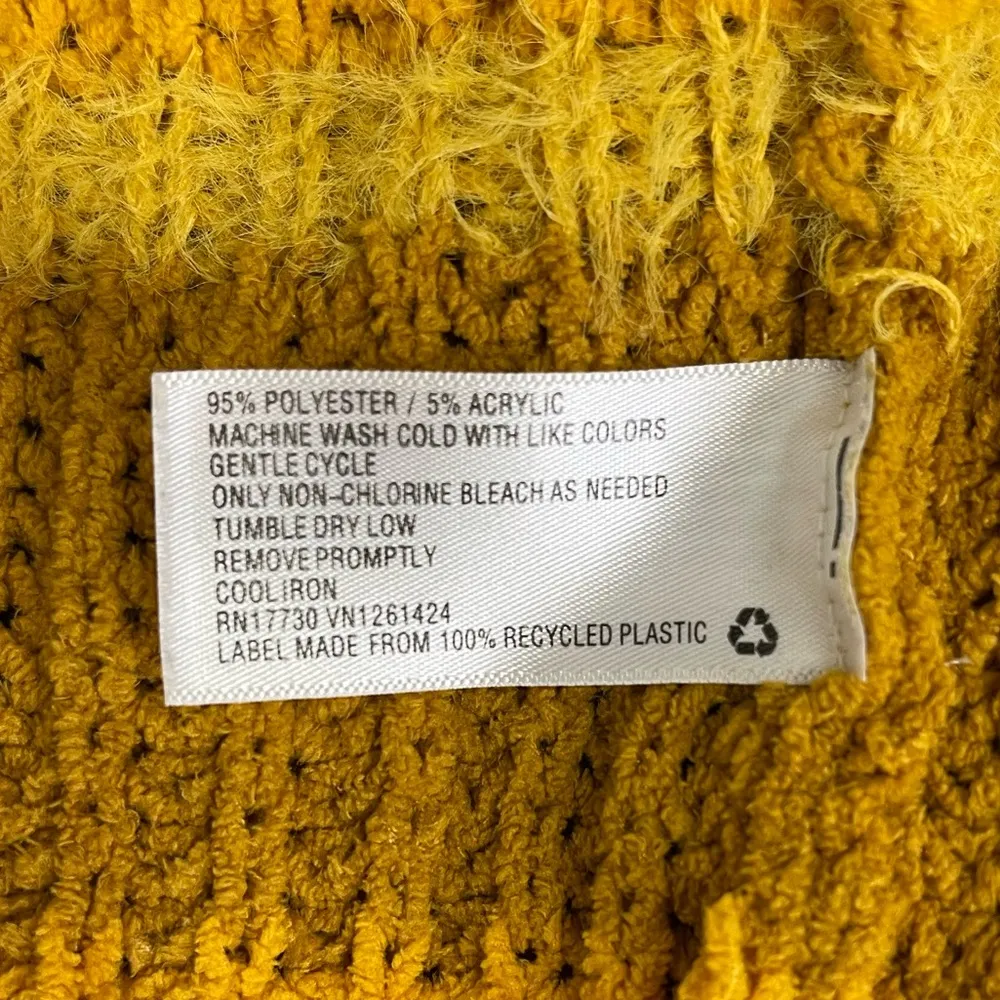 95% POLYESTER / 5% ACRYLIC
MACHINE WASH COLD WITH LIKE COLORS
GENTLE CYCLE
ONLY NON-CHLORINE BLEACH AS NEEDED
TUMBLE DRY LOW
REMOVE PROMPTLY
COOL IRON
RN17730 VN1261424
LABEL MADE FROM 100% RECYCLED PLASTIC